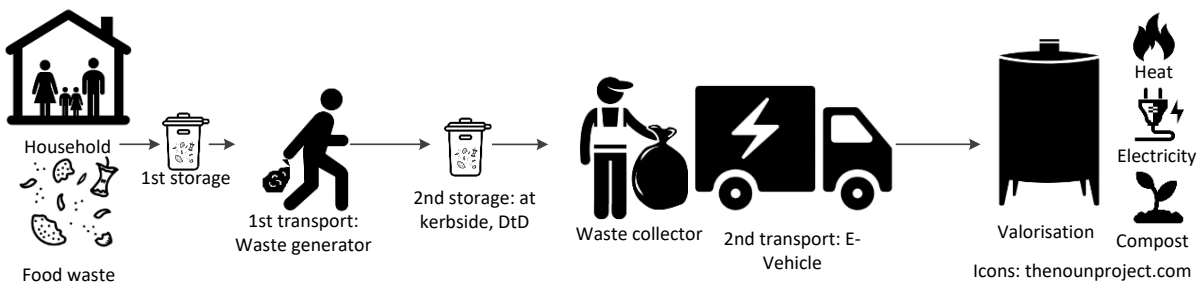 Household
Food waste
1st storage
1st transport:
Waste generator
2nd storage: at
kerbside, DtD
Waste collector
2nd transport: E-
Vehicle
Valorisation
Heat
Electricity
Compost
Icons: thenounproject.com